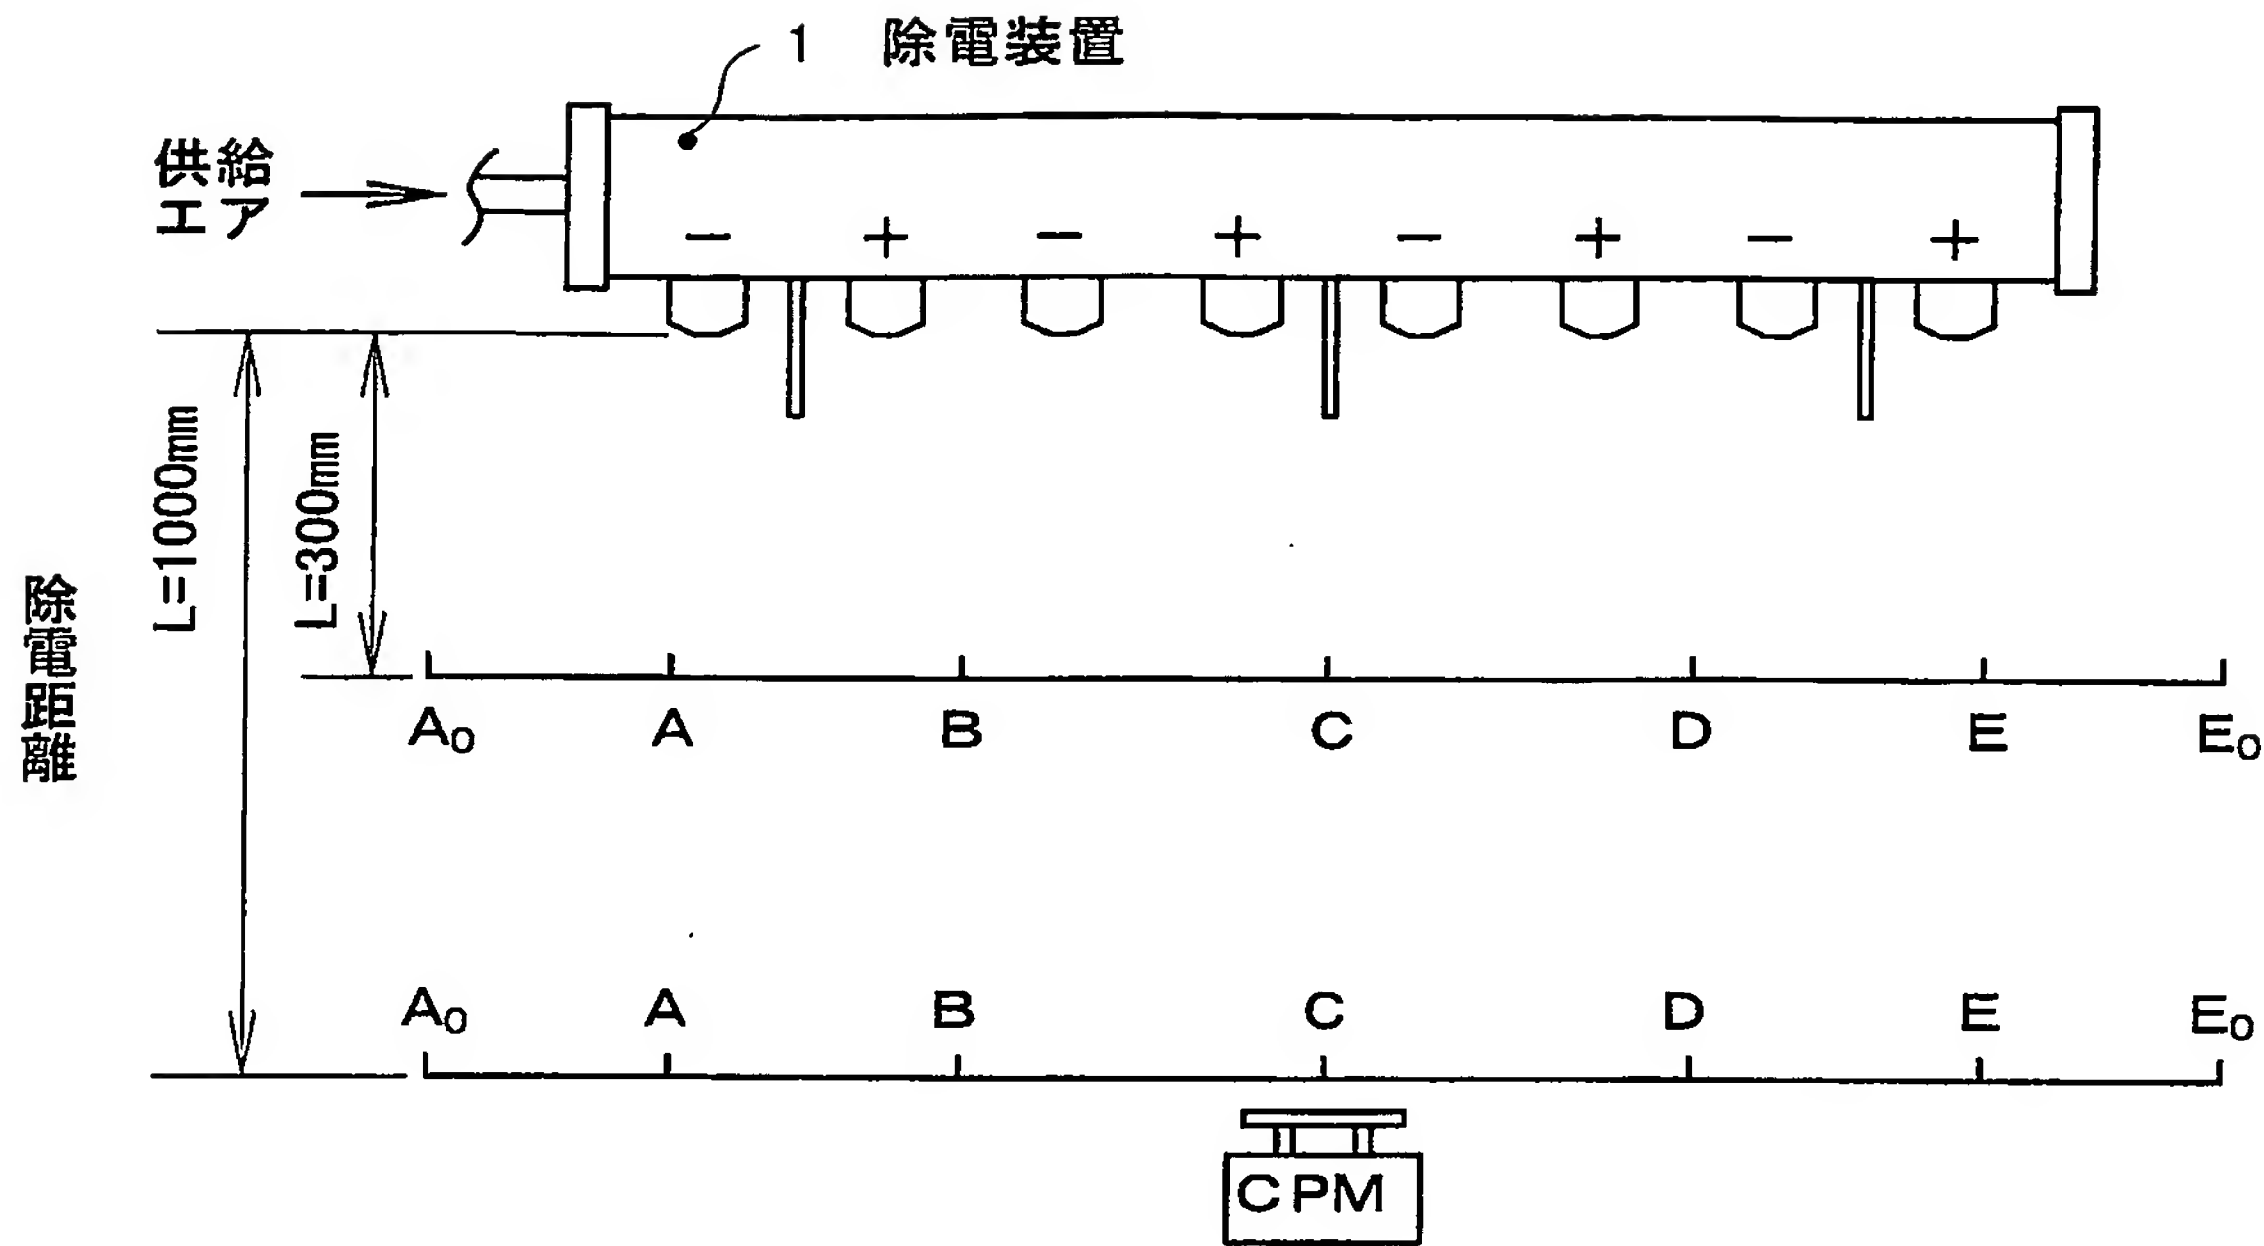 1 除電装置
供給
エア
− + − + − + − +
L=1000mm
L=300mm
除電距離
A₀ A B C D E E₀
A₀ A B C D E E₀
CPM